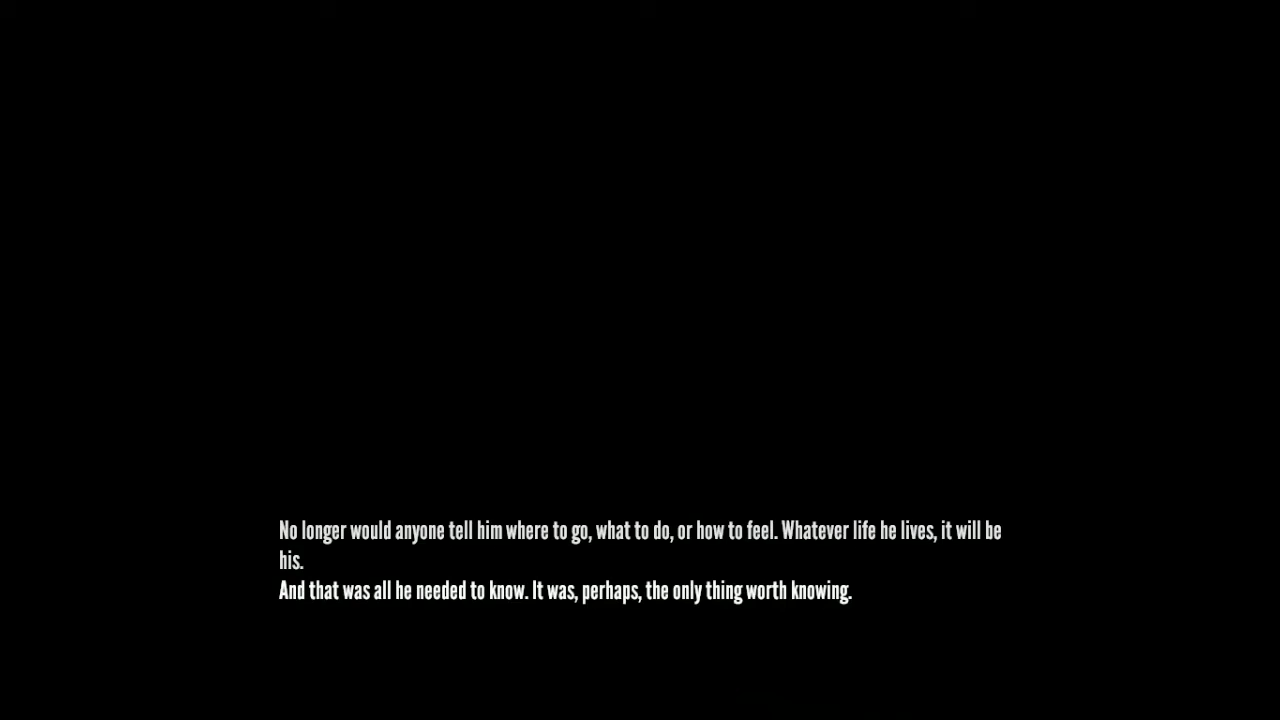 No longer would anyone tell him where to go, what to do, or how to feel. Whatever life he lives, it will be
his.
And that was all he needed to know. It was, perhaps, the only thing worth knowing.